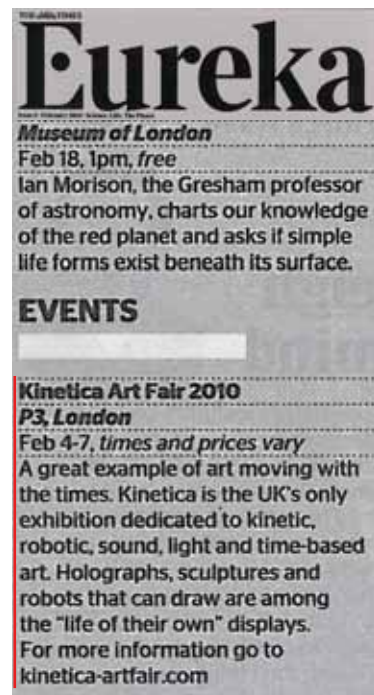 THE TIMES
Eureka
Museum of London
Feb 18, 1pm, free
Ian Morison, the Gresham professor
of astronomy, charts our knowledge
of the red planet and asks if simple
life forms exist beneath its surface.
EVENTS
Kinetica Art Fair 2010
P3, London
Feb 4-7, times and prices vary
A great example of art moving with
the times. Kinetica is the UK's only
exhibition dedicated to kinetic,
robotic, sound, light and time-based
art. Holographs, sculptures and
robots that can draw are among
the "life of their own" displays.
For more information go to
kinetica-artfair.com